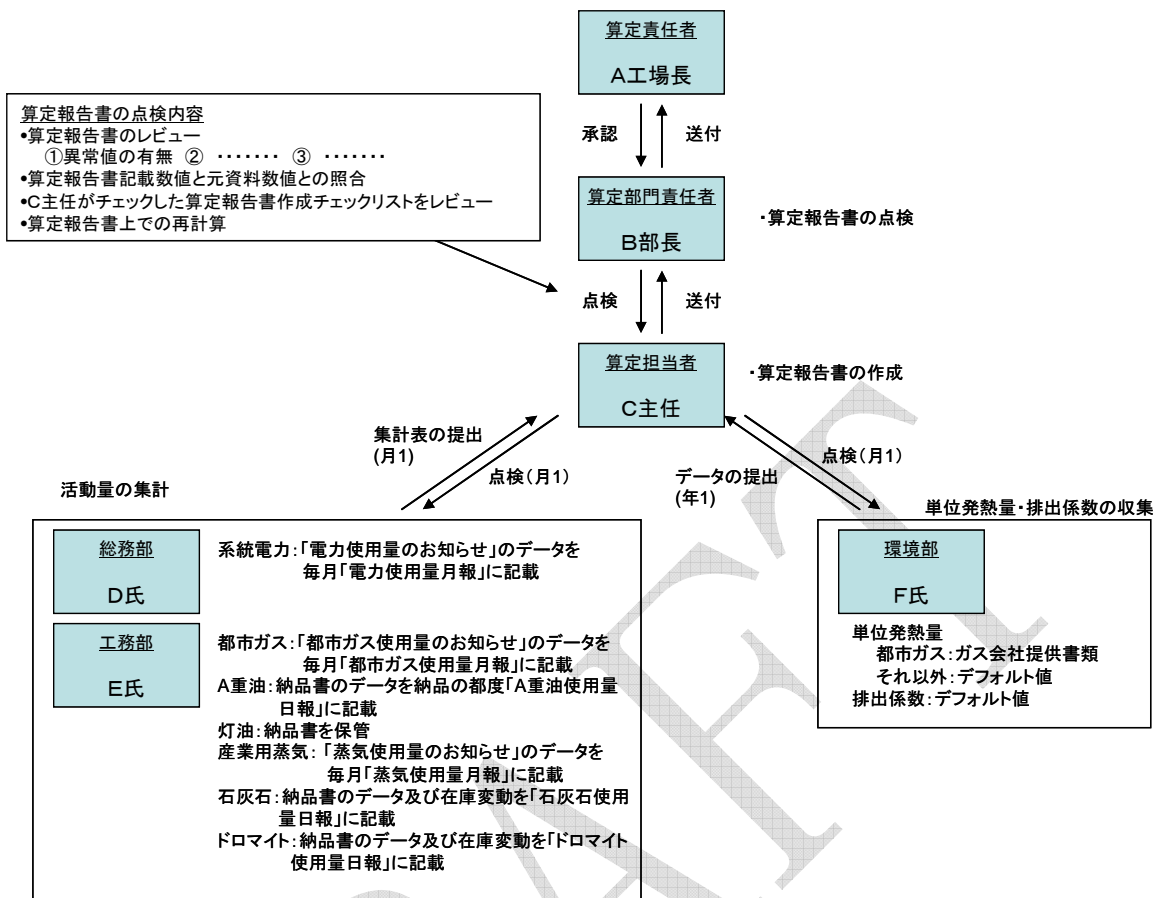 算定責任者
A工場長
承認
送付
算定報告書の点検内容
•算定報告書のレビュー
①異常値の有無 ② ・・・・・・・ ③ ・・・・・・・
•算定報告書記載数値と元資料数値との照合
•C主任がチェックした算定報告書作成チェックリストをレビュー
•算定報告書上での再計算
算定部門責任者
B部長
・算定報告書の点検
点検
送付
算定担当者
C主任
・算定報告書の作成
集計表の提出
(月1)
点検(月1)
データの提出
(年1)
点検(月1)
活動量の集計
総務部
D氏
系統電力:「電力使用量のお知らせ」のデータを
毎月「電力使用量月報」に記載
工務部
E氏
都市ガス:「都市ガス使用量のお知らせ」のデータを
毎月「都市ガス使用量月報」に記載
A重油:納品書のデータを納品の都度「A重油使用量
日報」に記載
灯油:納品書を保管
産業用蒸気:「蒸気使用量のお知らせ」のデータを
毎月「蒸気使用量月報」に記載
石灰石:納品書のデータ及び在庫変動を「石灰石使用
量日報」に記載
ドロマイト:納品書のデータ及び在庫変動を「ドロマイト
使用量日報」に記載
単位発熱量・排出係数の収集
環境部
F氏
単位発熱量
都市ガス:ガス会社提供書類
それ以外:デフォルト値
排出係数:デフォルト値
DRAFT